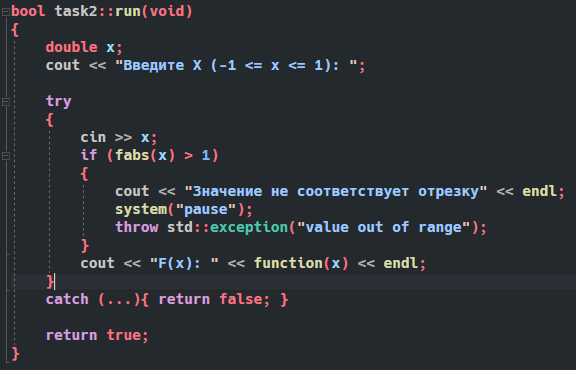 bool task2::run(void)
{
    double x;
    cout << "Введите X (-1 <= x <= 1): ";
    try
    {
        cin >> x;
        if (fabs(x) > 1)
        {
            cout << "Значение не соответствует отрезку" << endl;
            system("pause");
            throw std::exception("value out of range");
        }
        cout << "F(x): " << function(x) << endl;
    }
    catch (...){ return false; }
    return true;
}